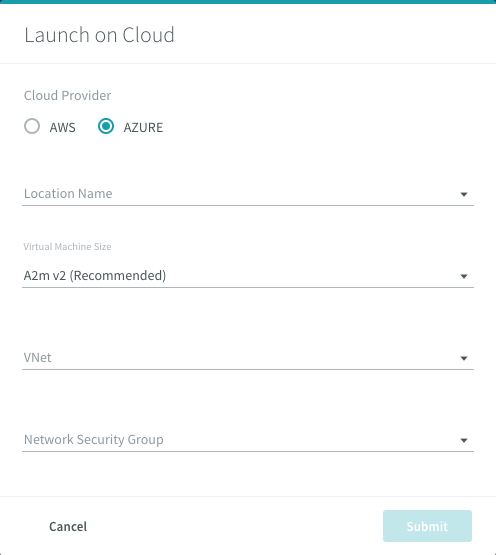 Launch on Cloud
Cloud Provider
AWS AZURE
Location Name
Virtual Machine Size
A2m v2 (Recommended)
VNet
Network Security Group
Cancel Submit